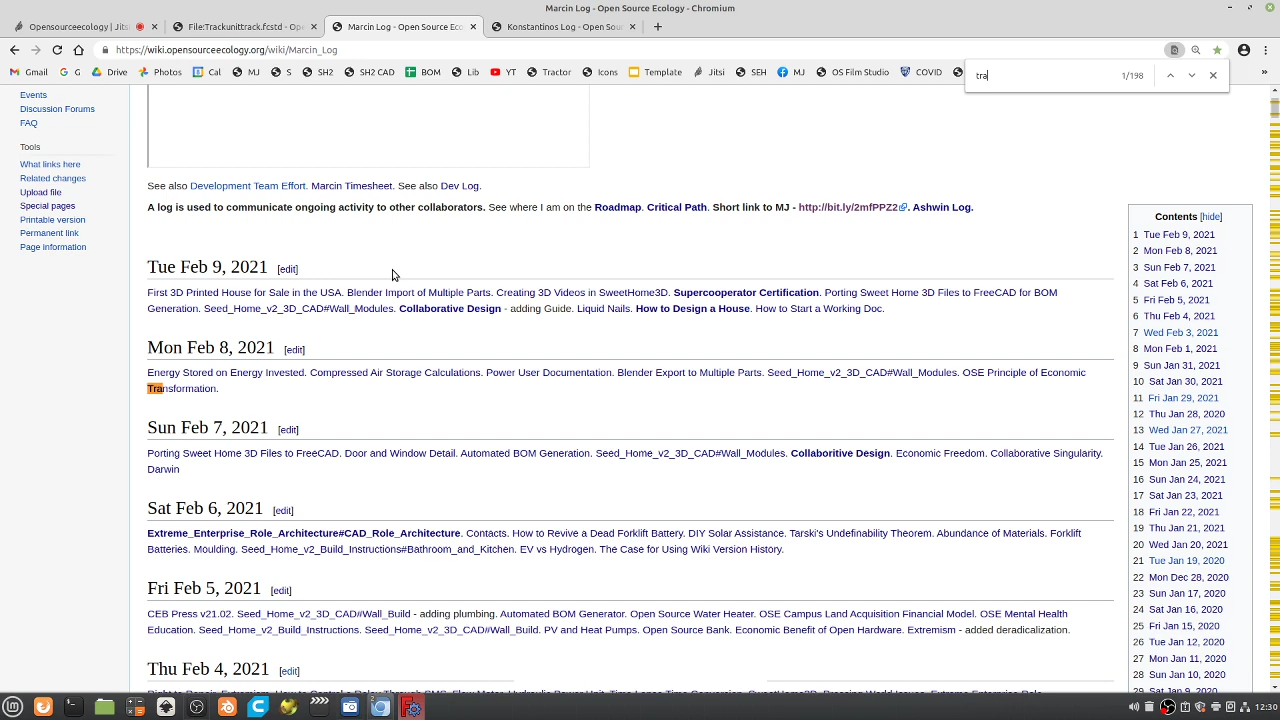 Marcin Log - Open Source Ecology - Chromium
Opensourceecology | Jitsi
File:Trackunittrack.fcstd - Ope
Marcin Log - Open Source Ec
Konstantinos Log - Open Sou
https://wiki.opensourceecology.org/wiki/Marcin_Log
Gmail G Drive Photos Cal MJ S SH2 SH2 CAD BOM Lib YT Tractor Icons Template Jitsi SEH MJ OS Film Studio COVID »
tra 1/198
Events
Discussion Forums
FAQ
Tools
What links here
Related changes
Upload file
Special pages
Printable version
Permanent link
Page information
See also Development Team Effort. Marcin Timesheet. See also Dev Log.
A log is used to communicate ongoing activity to other collaborators. See where I am on the Roadmap. Critical Path. Short link to MJ - http://bit.ly/2mfPPZ2. Ashwin Log.
Tue Feb 9, 2021 [edit]
First 3D Printed House for Sale in the USA. Blender Import of Multiple Parts. Creating 3D Videos in SweetHome3D. Supercooperator Certification. Porting Sweet Home 3D Files to FreeCAD for BOM
Generation. Seed_Home_v2_3D_CAD#Wall_Modules. Collaborative Design - adding Guide. Liquid Nails. How to Design a House. How to Start a Working Doc.
Mon Feb 8, 2021 [edit]
Energy Stored on Energy Invested. Compressed Air Storage Calculations. Power User Documentation. Blender Export to Multiple Parts. Seed_Home_v2_3D_CAD#Wall_Modules. OSE Principle of Economic
Transformation.
Sun Feb 7, 2021 [edit]
Porting Sweet Home 3D Files to FreeCAD. Door and Window Detail. Automated BOM Generation. Seed_Home_v2_3D_CAD#Wall_Modules. Collaboritive Design. Economic Freedom. Collaborative Singularity.
Darwin
Sat Feb 6, 2021 [edit]
Extreme_Enterprise_Role_Architecture#CAD_Role_Architecture. Contacts. How to Revive a Dead Forklift Battery. DIY Solar Assistance. Tarski's Undefinability Theorem. Abundance of Materials. Forklift
Batteries. Moulding. Seed_Home_v2_Build_Instructions#Bathroom_and_Kitchen. EV vs Hydrogen. The Case for Using Wiki Version History.
Fri Feb 5, 2021 [edit]
CEB Press v21.02. Seed_Home_v2_3D_CAD#Wall_Build - adding plumbing. Automated BOM Generator. Open Source Water Heater. OSE Campus Land Acquisition Financial Model. OSE Mental Health
Education. Seed_Home_v2_Build_Instructions. Seed_Home_v2_3D_CAD#Wall_Build. PV and Heat Pumps. Open Source Bank. Economic Benefit of Open Hardware. Extremism - added deradicalization.
Thu Feb 4, 2021 [edit]
Contents [hide]
1 Tue Feb 9, 2021
2 Mon Feb 8, 2021
3 Sun Feb 7, 2021
4 Sat Feb 6, 2021
5 Fri Feb 5, 2021
6 Thu Feb 4, 2021
7 Wed Feb 3, 2021
8 Mon Feb 1, 2021
9 Sun Jan 31, 2021
10 Sat Jan 30, 2021
11 Fri Jan 29, 2021
12 Thu Jan 28, 2020
13 Wed Jan 27, 2021
14 Tue Jan 26, 2021
15 Mon Jan 25, 2021
16 Sun Jan 24, 2021
17 Sat Jan 23, 2021
18 Fri Jan 22, 2021
19 Thu Jan 21, 2021
20 Wed Jan 20, 2021
21 Tue Jan 19, 2020
22 Mon Dec 28, 2020
23 Sun Jan 17, 2021
24 Sat Jan 16, 2020
25 Fri Jan 15, 2020
26 Tue Jan 12, 2020
27 Mon Jan 11, 2020
28 Sun Jan 10, 2021
29 Sat Jan 9, 2021
12:30